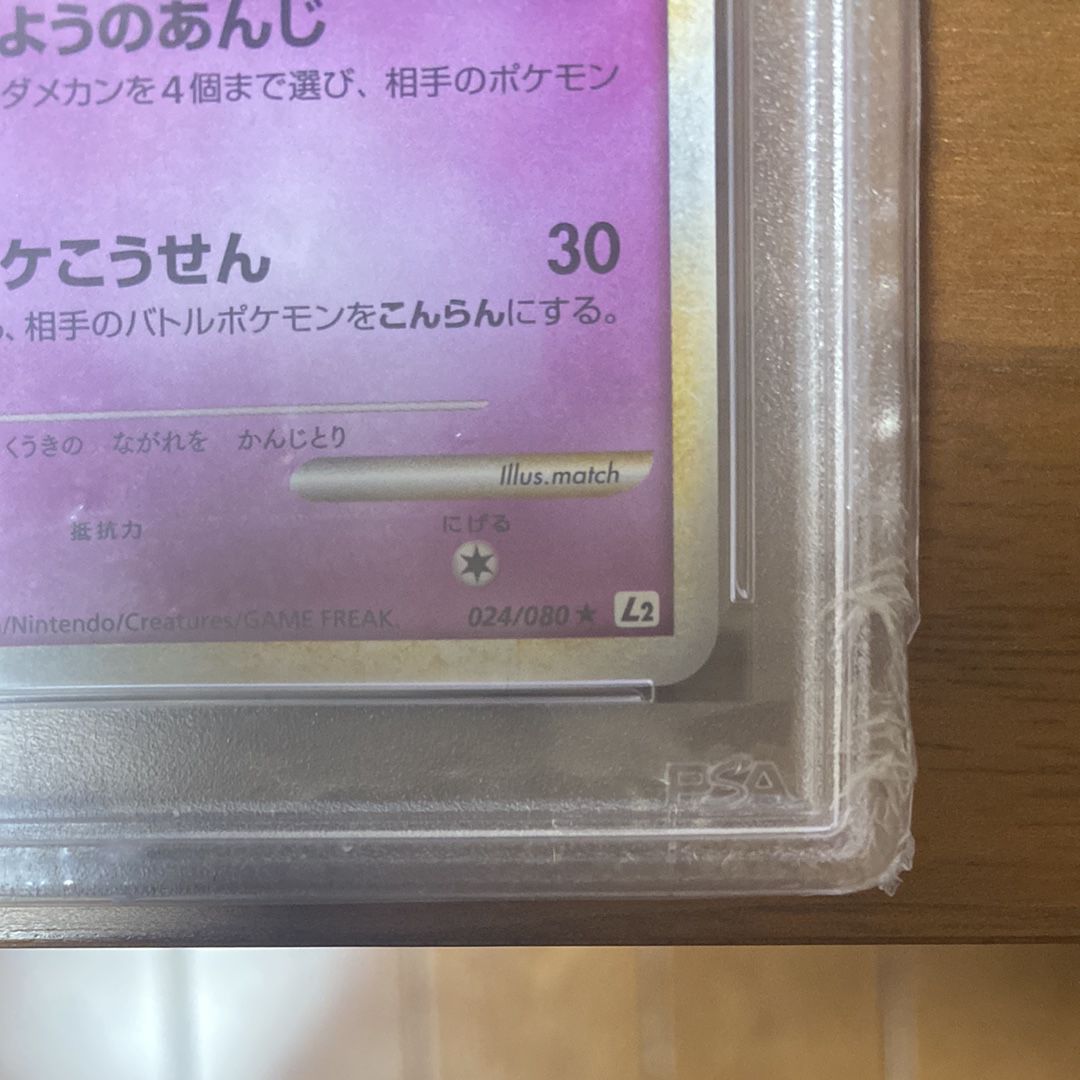 ようのあんじ
ダメカンを4個まで選び、相手のポケモン
ケこうせん 30
、相手のバトルポケモンをこんらんにする。
くうきの ながれを かんじとり
Illus.match
抵抗力 にげる
/Nintendo/Creatures/GAME FREAK. 024/080 ★ L2
PSA